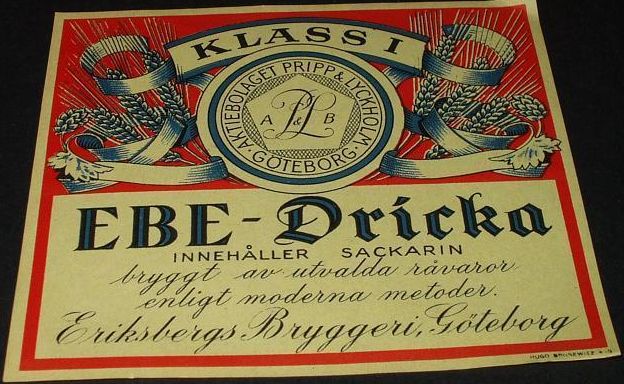 KLASS I
AKTIEBOLAGET PRIPP & LYCKHOLM
· GÖTEBORG ·
A P&L B
EBE-Dricka
INNEHÅLLER SACKARIN
bryggt av utvalda råvaror
enligt moderna metoder.
Eriksbergs Bryggeri, Göteborg